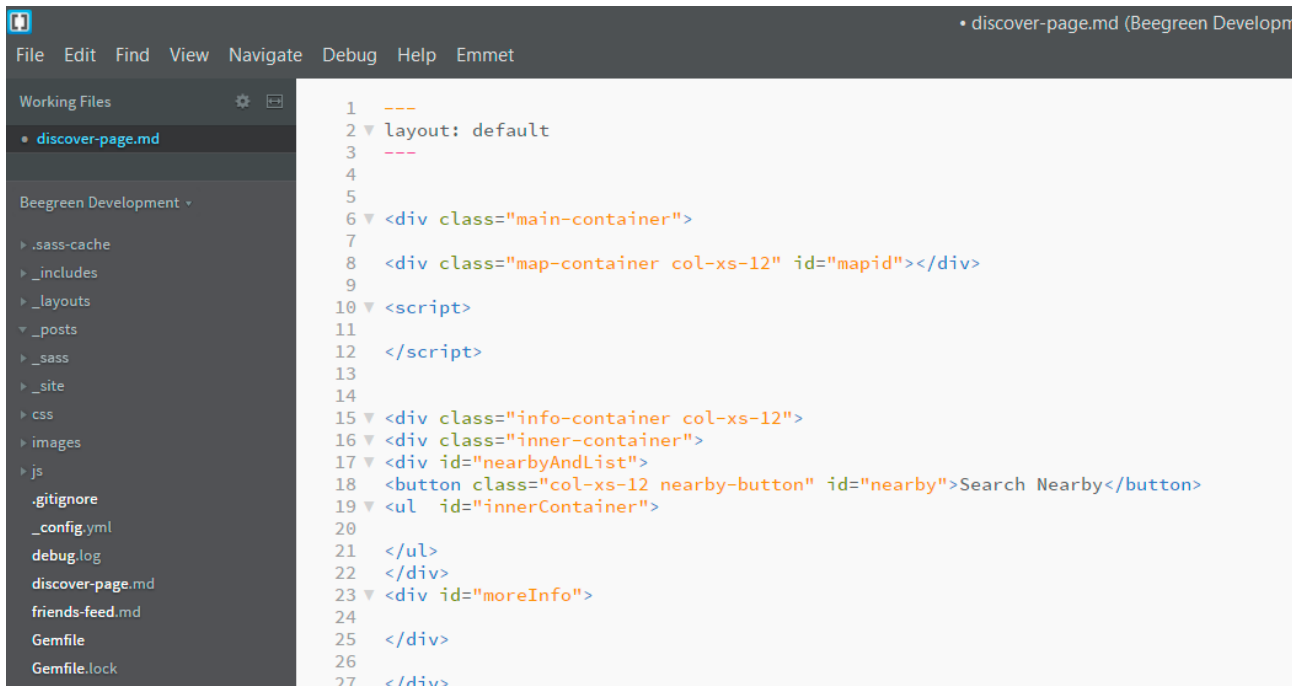 • discover-page.md (Beegreen Developm
File Edit Find View Navigate Debug Help Emmet
Working Files
• discover-page.md
Beegreen Development
.sass-cache
_includes
_layouts
_posts
_sass
_site
css
images
js
.gitignore
_config.yml
debug.log
discover-page.md
friends-feed.md
Gemfile
Gemfile.lock
1 ---
2 layout: default
3 ---
4
5
6 <div class="main-container">
7
8 <div class="map-container col-xs-12" id="mapid"></div>
9
10 <script>
11
12 </script>
13
14
15 <div class="info-container col-xs-12">
16 <div class="inner-container">
17 <div id="nearbyAndList">
18 <button class="col-xs-12 nearby-button" id="nearby">Search Nearby</button>
19 <ul  id="innerContainer">
20
21 </ul>
22 </div>
23 <div id="moreInfo">
24
25 </div>
26
27 </div>